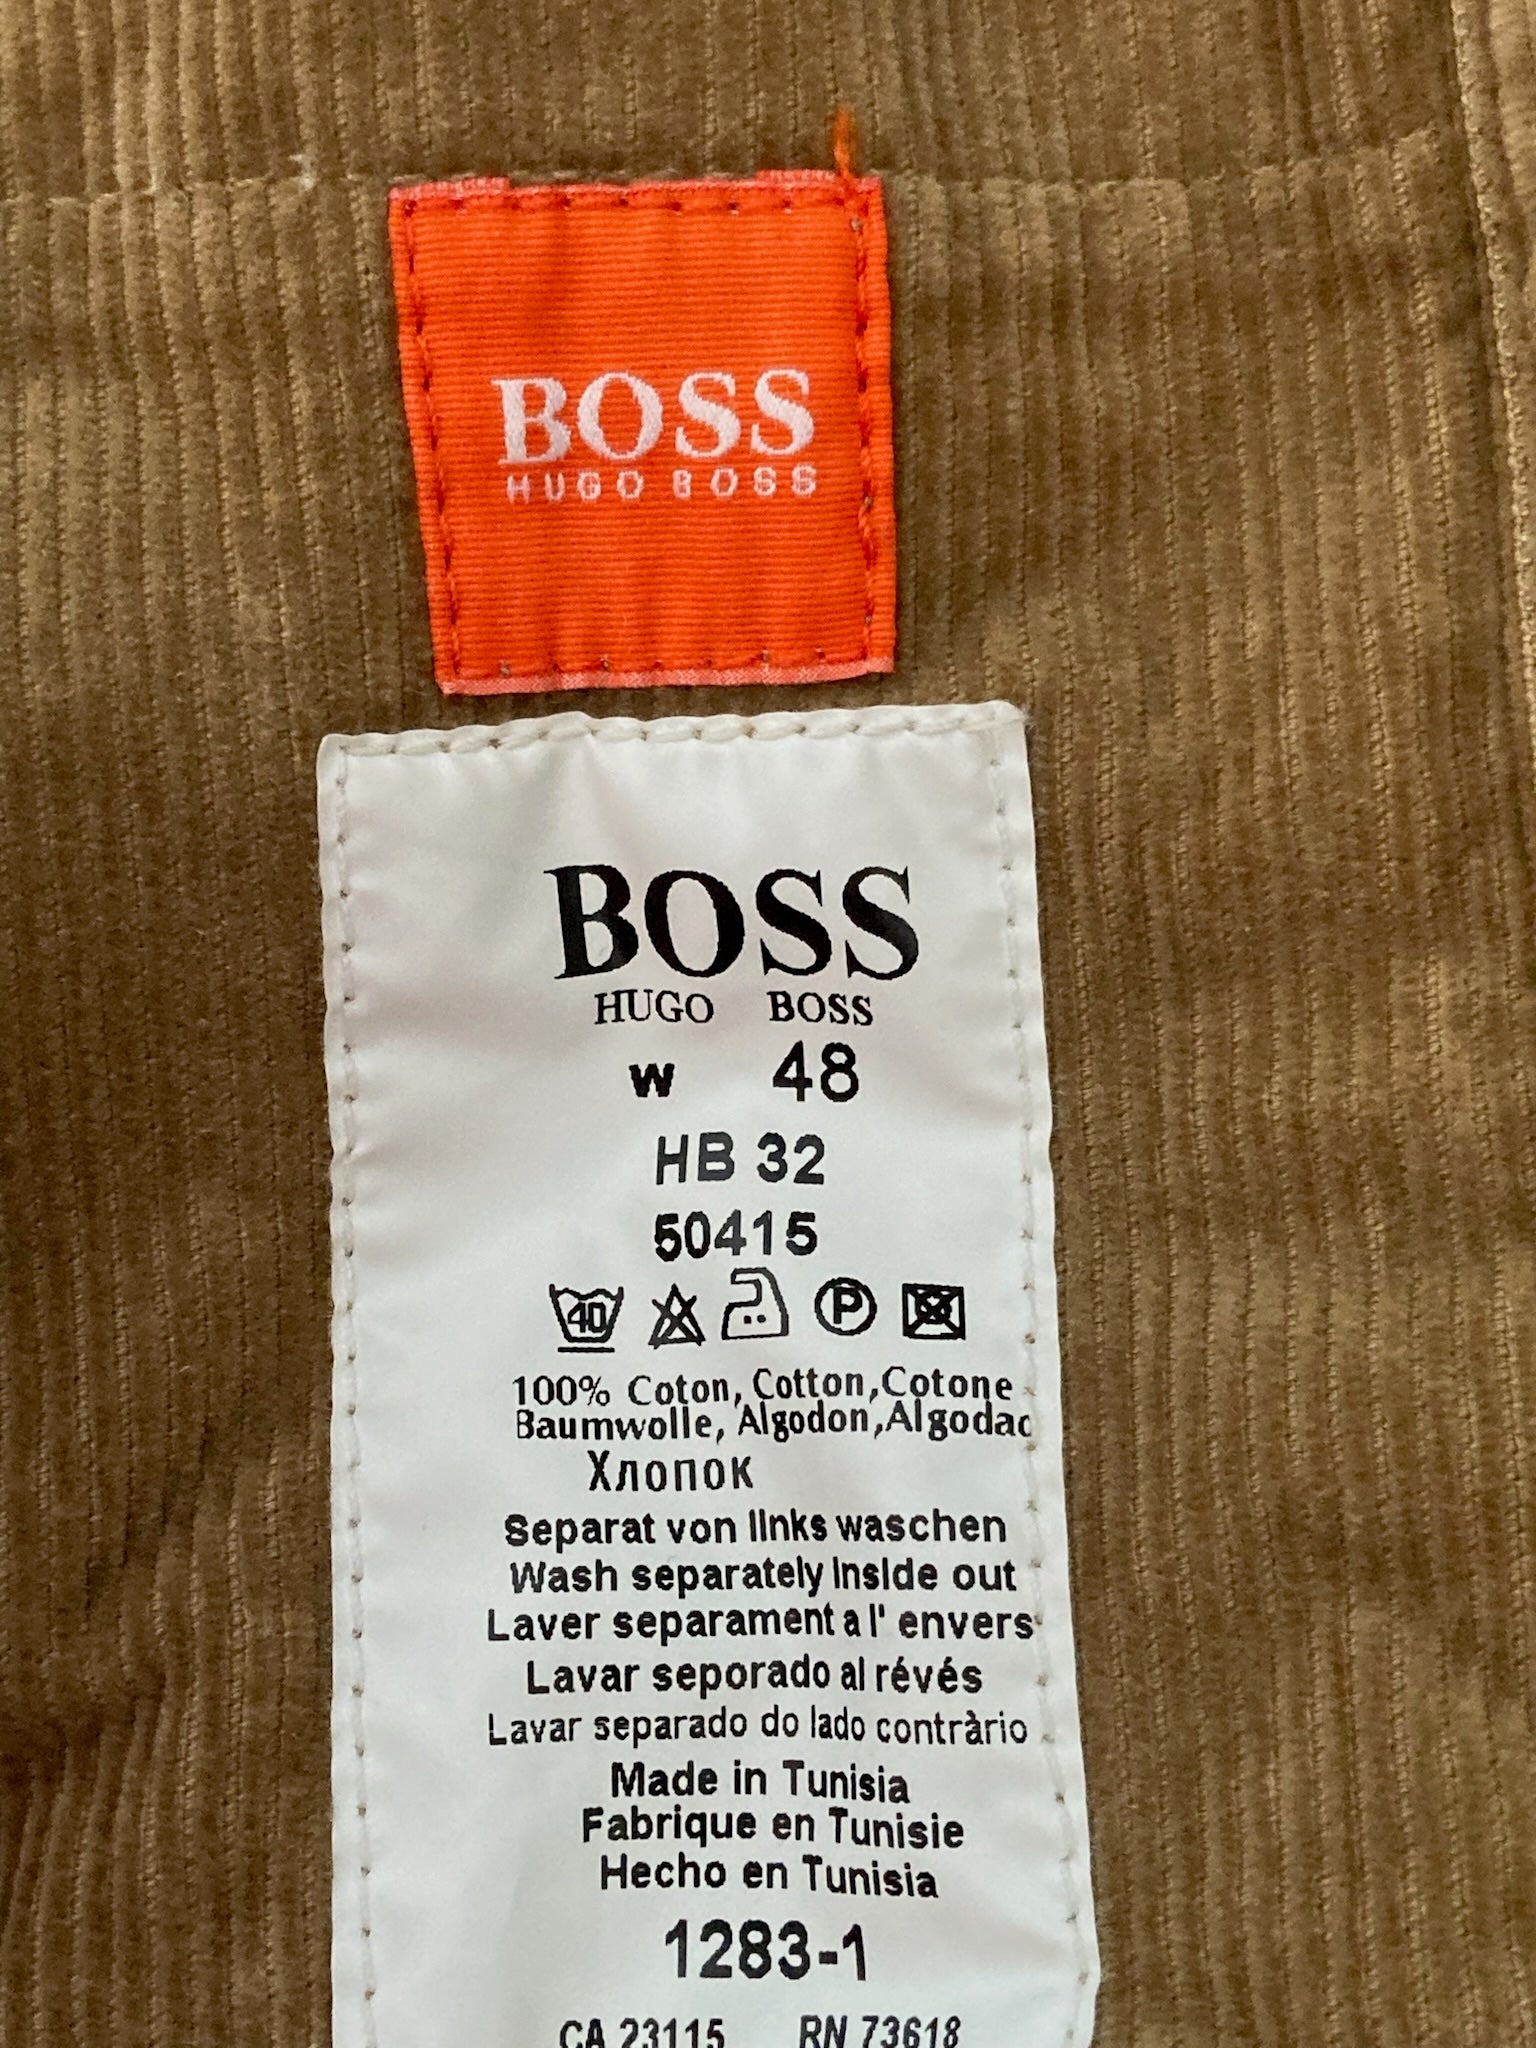 BOSS
HUGO BOSS
BOSS
HUGO BOSS
W 48
HB 32
50415
40 P
100% Coton, Cotton, Cotone
Baumwolle, Algodon, Algodao
Хлопок
Separat von links waschen
Wash separately inside out
Laver separament a l' envers
Lavar seporado al révés
Lavar separado do lado contràrio
Made in Tunisia
Fabrique en Tunisie
Hecho en Tunisia
1283-1
CA 23115 RN 73618